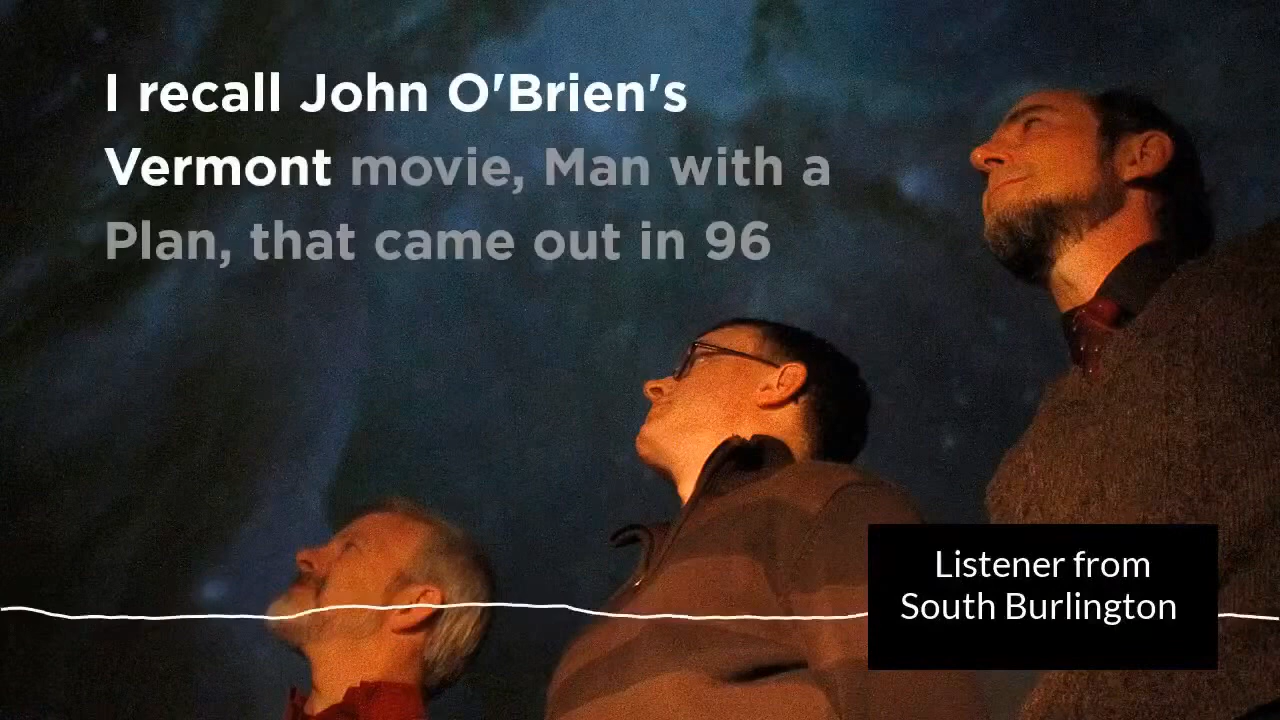 I recall John O'Brien's
Vermont movie, Man with a
Plan, that came out in 96
Listener from
South Burlington